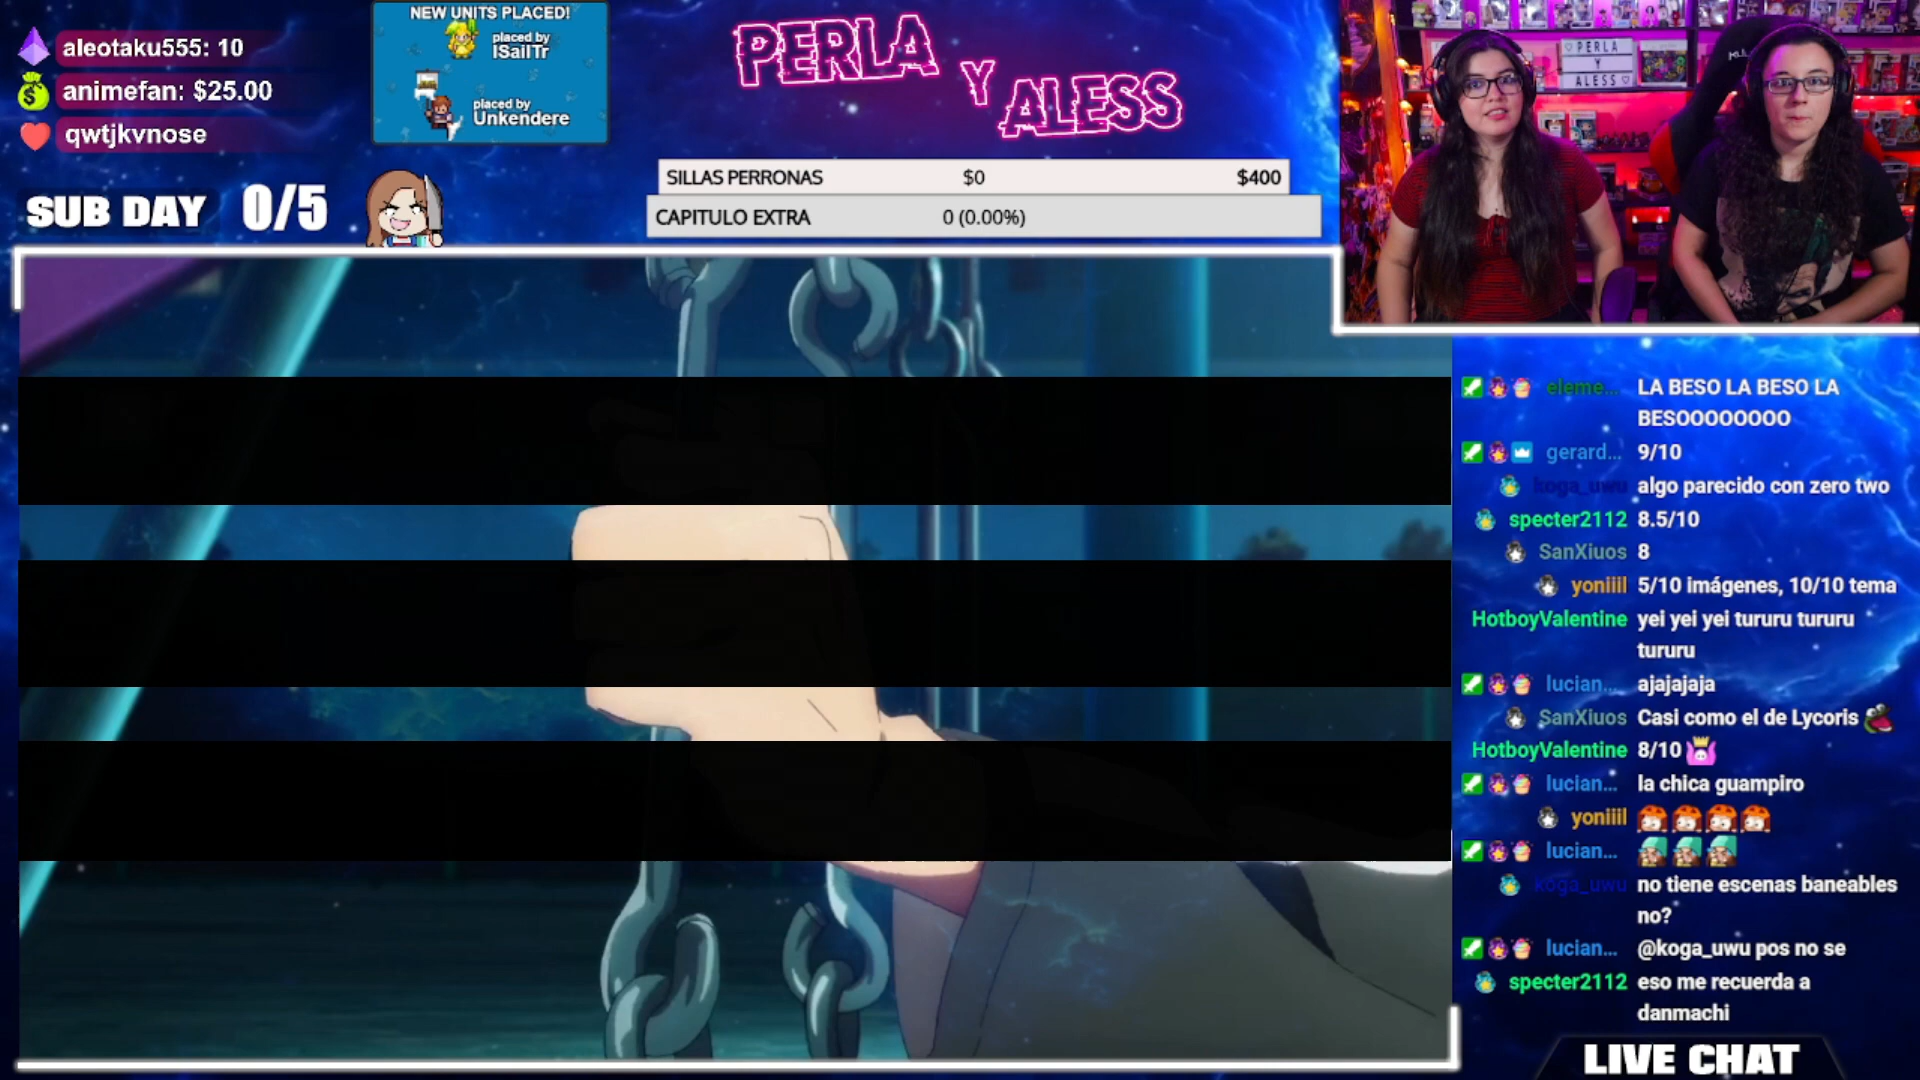 aleotaku555: 10
animefan: $25.00
qwtjkvnose
NEW UNITS PLACED!
placed by
ISailTr
placed by
Unkendere
SUB DAY 0/5
PERLA
Y
ALESS
SILLAS PERRONAS $0 $400
CAPITULO EXTRA 0 (0.00%)
PERLA
Y
ALESS
eleme... LA BESO LA BESO LA
BESOOOOOOOO
gerard... 9/10
koga_uwu algo parecido con zero two
specter2112 8.5/10
SanXiuos 8
yoniiil 5/10 imágenes, 10/10 tema
HotboyValentine yei yei yei tururu tururu
tururu
lucian... ajajajaja
SanXiuos Casi como el de Lycoris
HotboyValentine 8/10
lucian... la chica guampiro
yoniiil
lucian...
koga_uwu no tiene escenas baneables
no?
lucian... @koga_uwu pos no se
specter2112 eso me recuerda a
danmachi
LIVE CHAT